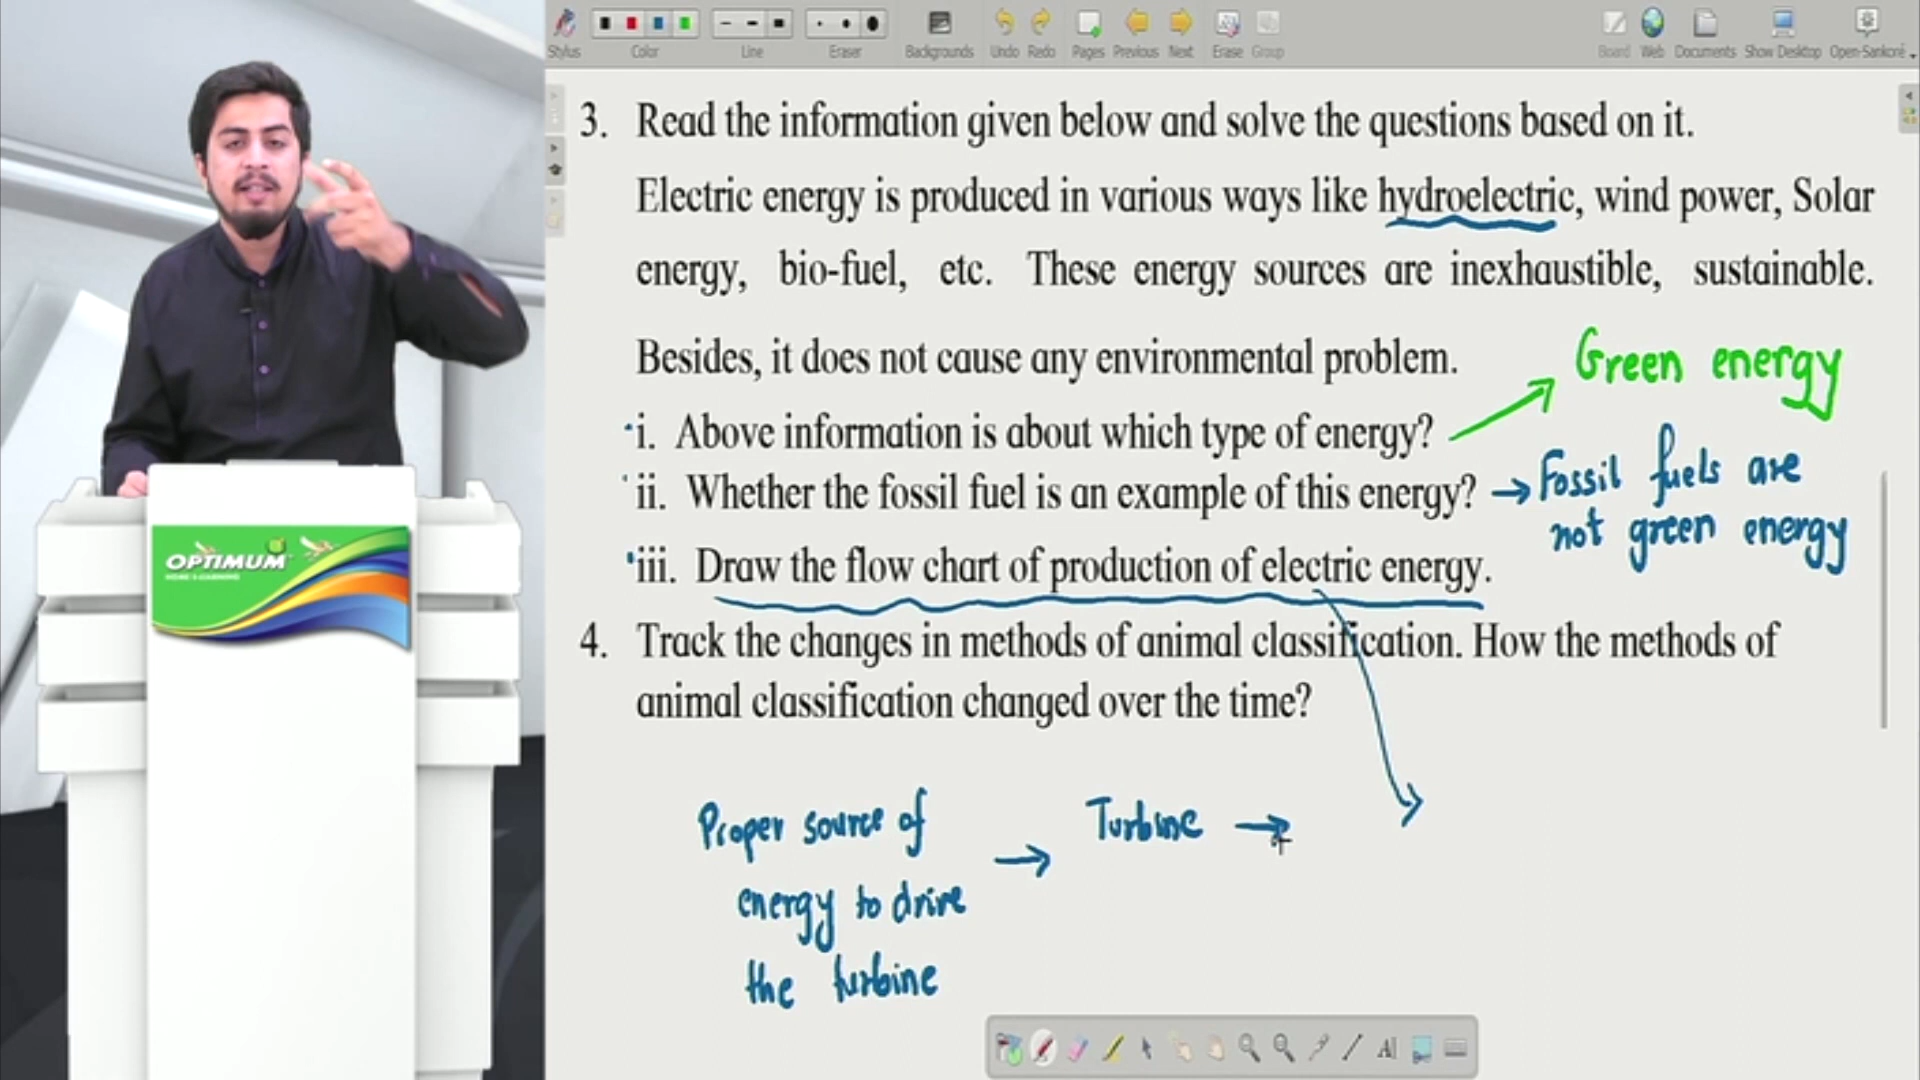 Stylus
Color
Line
Eraser
Backgrounds
Undo
Redo
Pages
Previous
Next
Erase
Group
Board
Web
Documents
Show Desktop
Open-Sankoré
3. Read the information given below and solve the questions based on it.
Electric energy is produced in various ways like hydroelectric, wind power, Solar
energy, bio-fuel, etc. These energy sources are inexhaustible, sustainable.
Besides, it does not cause any environmental problem.
Green energy
i. Above information is about which type of energy?
ii. Whether the fossil fuel is an example of this energy? → Fossil fuels are
not green energy
iii. Draw the flow chart of production of electric energy.
4. Track the changes in methods of animal classification. How the methods of
animal classification changed over the time?
Proper source of
energy to drive
the turbine
→ Turbine →
OPTIMUM